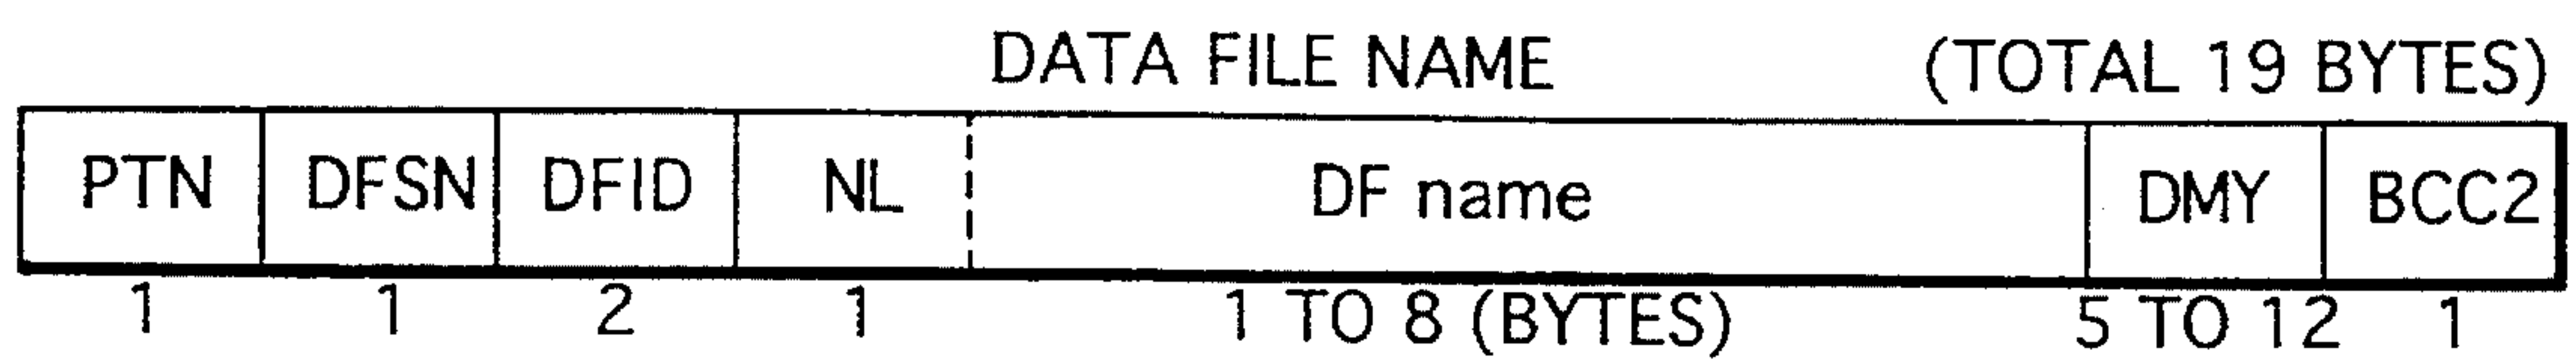 DATA FILE NAME (TOTAL 19 BYTES)
PTN DFSN DFID NL DF name DMY BCC2
1 1 2 1 1 TO 8 (BYTES) 5 TO 12 1